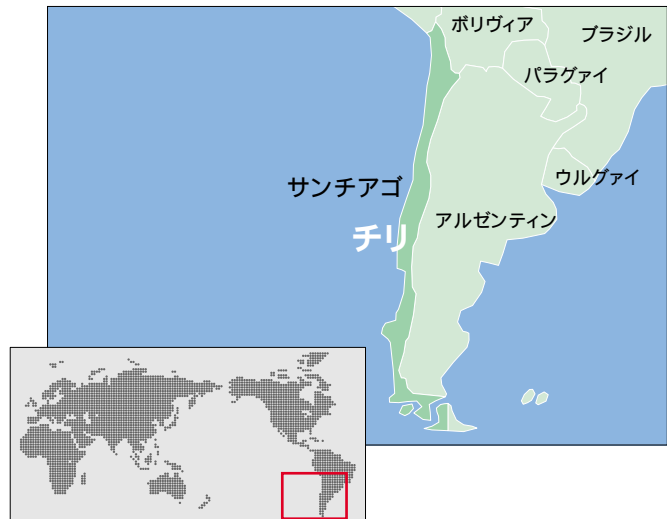 ボリヴィア
ブラジル
パラグァイ
サンチアゴ
ウルグァイ
チリ
アルゼンティン